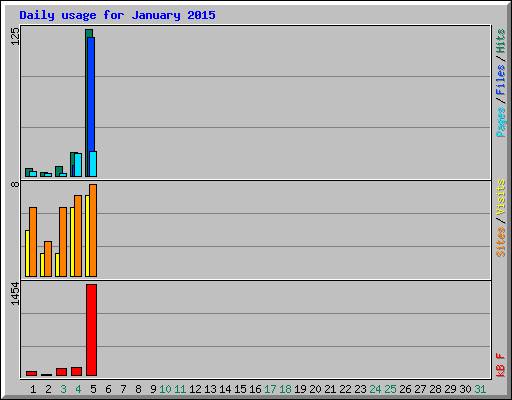 Daily usage for January 2015
125
8
1454
Pages/Files/Hits
Sites/Visits
kB F
1 2 3 4 5 6 7 8 9 10 11 12 13 14 15 16 17 18 19 20 21 22 23 24 25 26 27 28 29 30 31